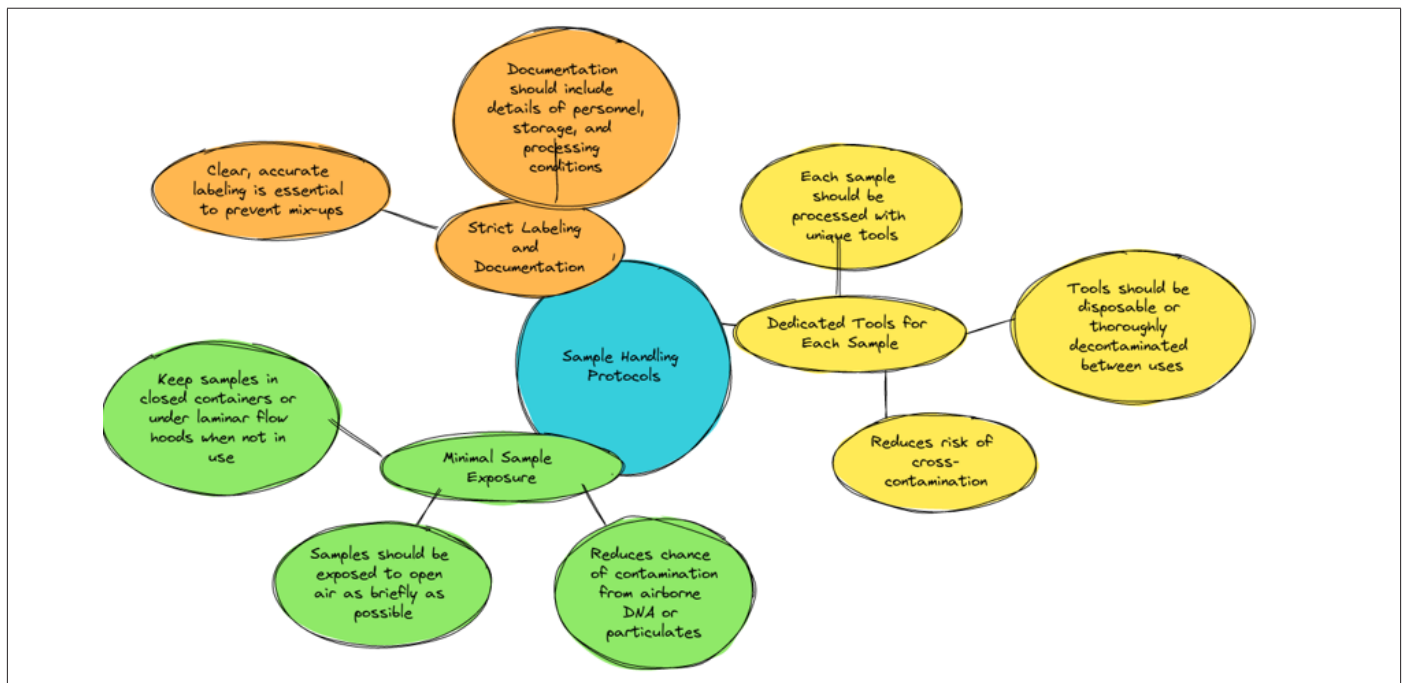 Documentation
should include
details of personnel,
storage, and
processing
conditions
Clear, accurate
labeling is essential
to prevent mix-ups
Strict Labeling
and
Documentation
Each sample
should be
processed with
unique tools
Tools should be
disposable or
thoroughly
decontaminated
between uses
Dedicated Tools for
Each Sample
Reduces risk of
cross-
contamination
Sample Handling
Protocols
Keep samples in
closed containers or
under laminar flow
hoods when not in
use
Minimal Sample
Exposure
Samples should be
exposed to open
air as briefly as
possible
Reduces chance
of contamination
from airborne
DNA or
particulates